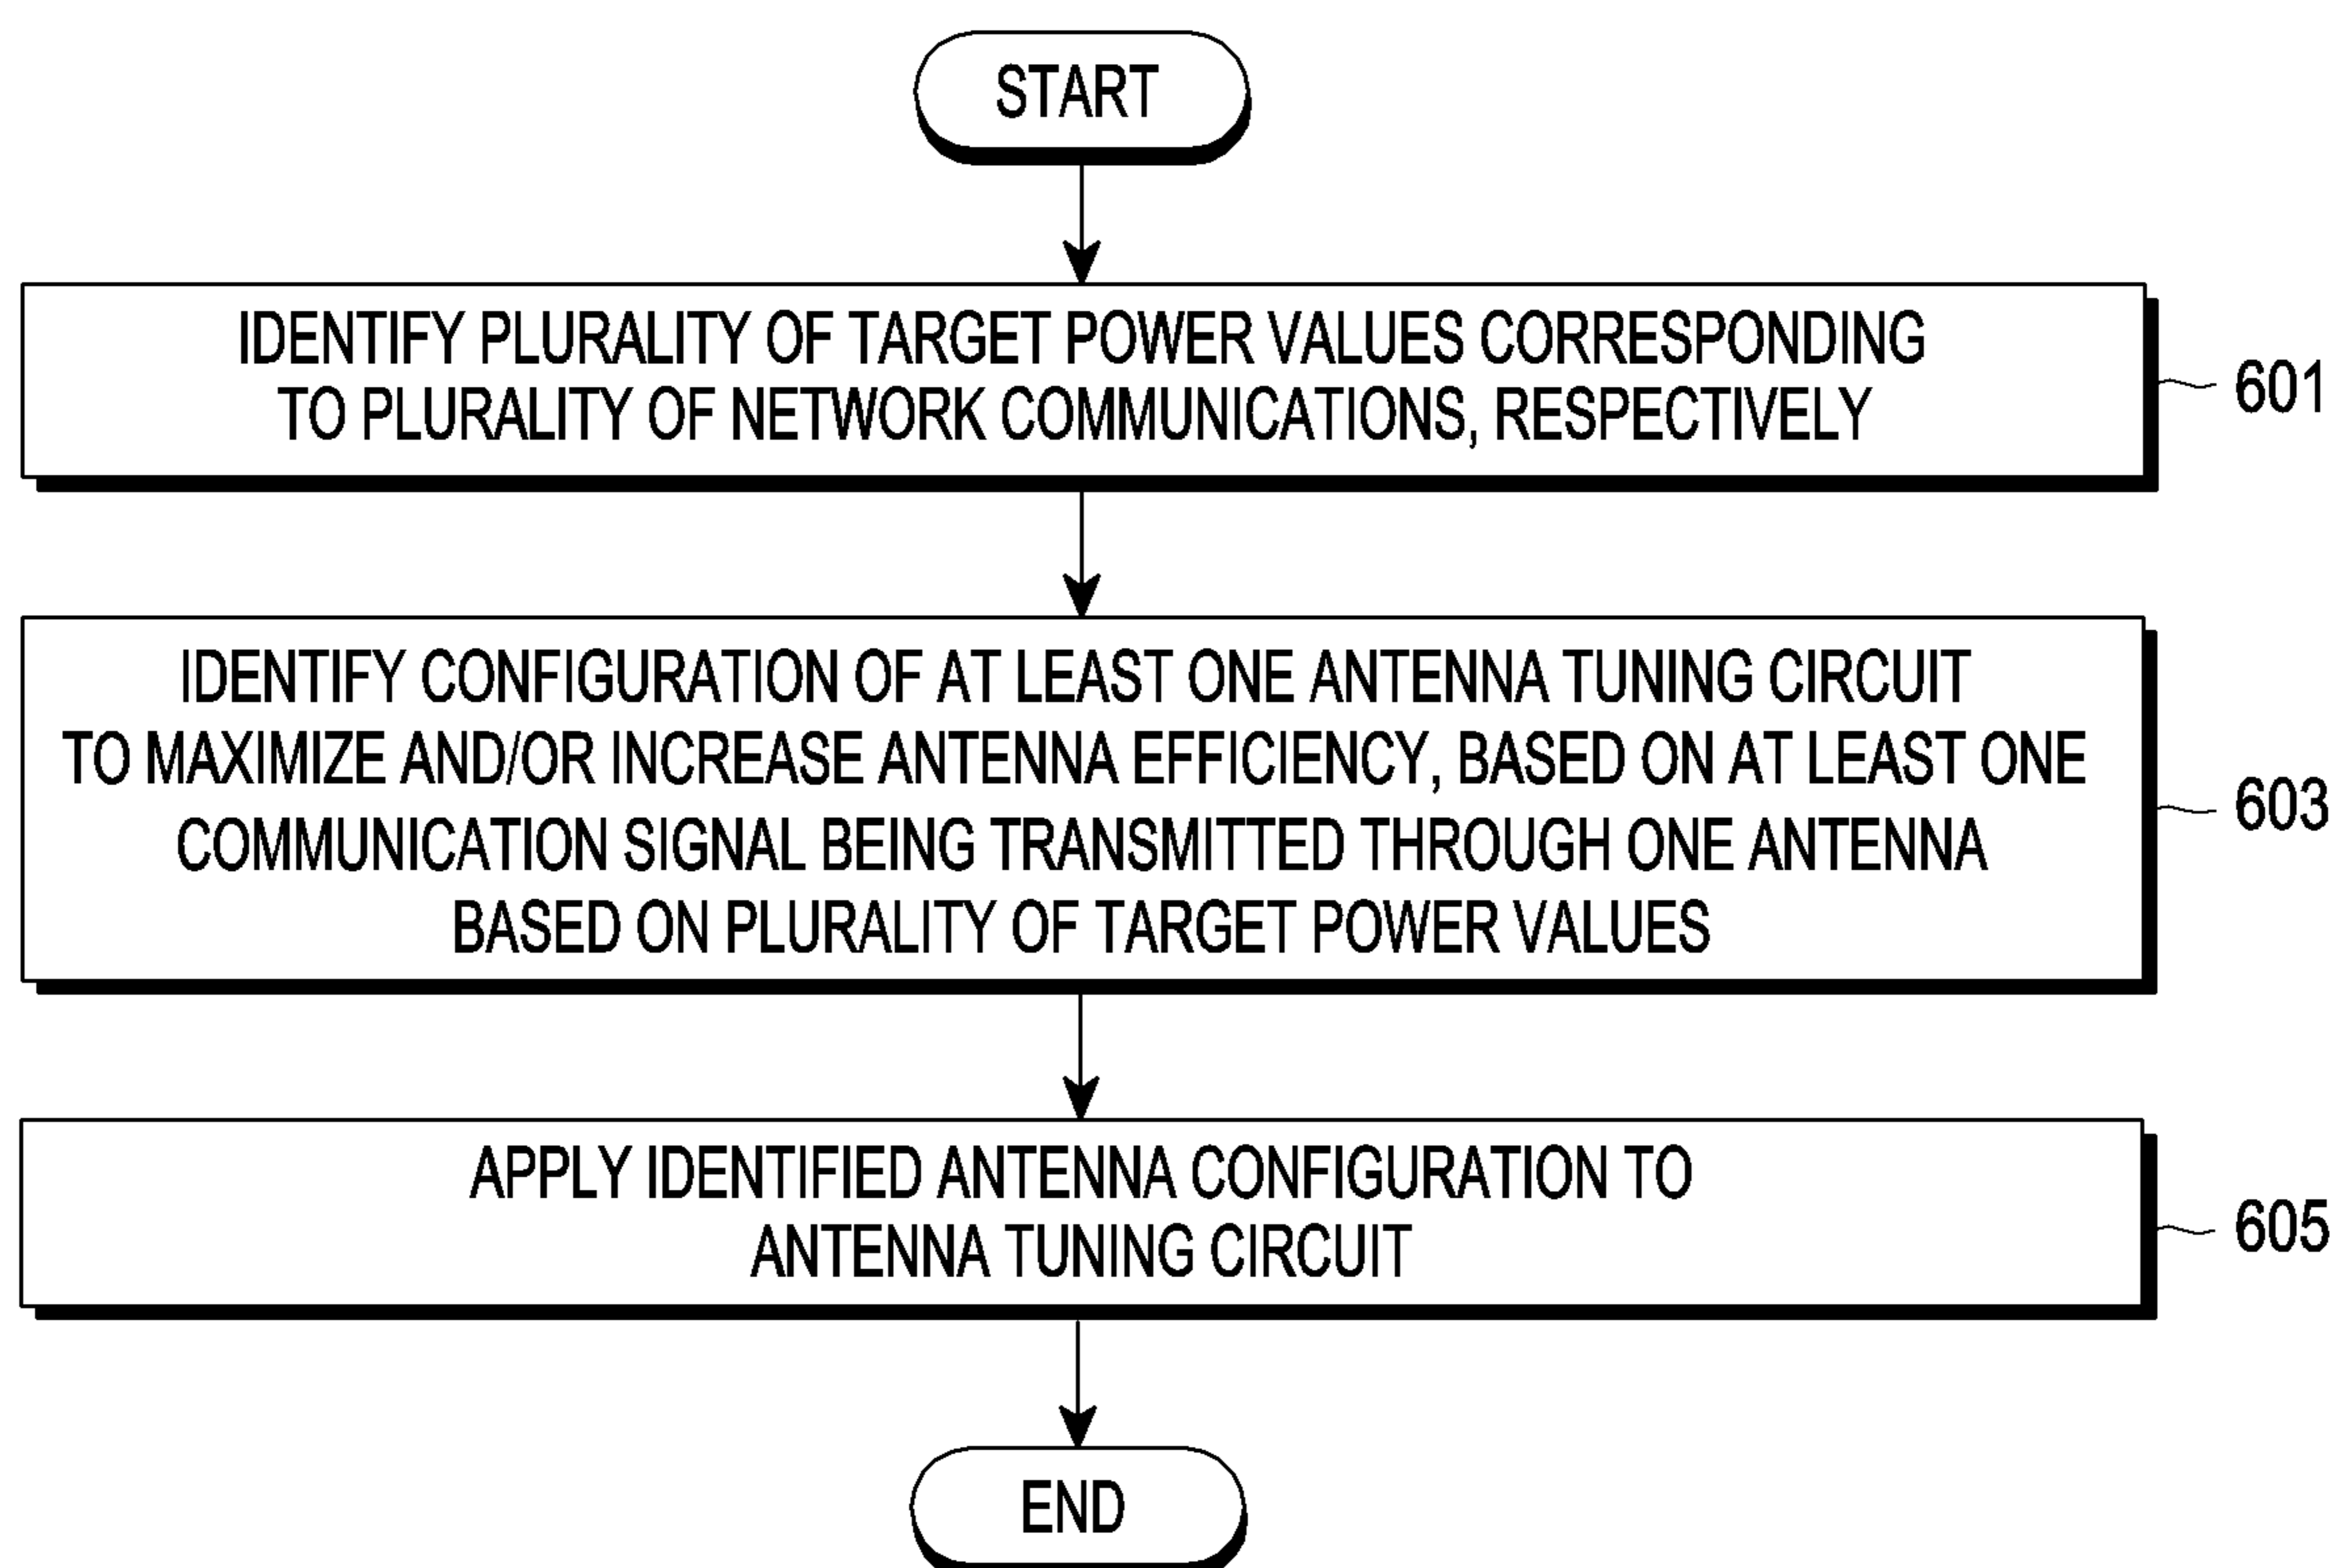 START
IDENTIFY PLURALITY OF TARGET POWER VALUES CORRESPONDING
TO PLURALITY OF NETWORK COMMUNICATIONS, RESPECTIVELY
601
IDENTIFY CONFIGURATION OF AT LEAST ONE ANTENNA TUNING CIRCUIT
TO MAXIMIZE AND/OR INCREASE ANTENNA EFFICIENCY, BASED ON AT LEAST ONE
COMMUNICATION SIGNAL BEING TRANSMITTED THROUGH ONE ANTENNA
BASED ON PLURALITY OF TARGET POWER VALUES
603
APPLY IDENTIFIED ANTENNA CONFIGURATION TO
ANTENNA TUNING CIRCUIT
605
END